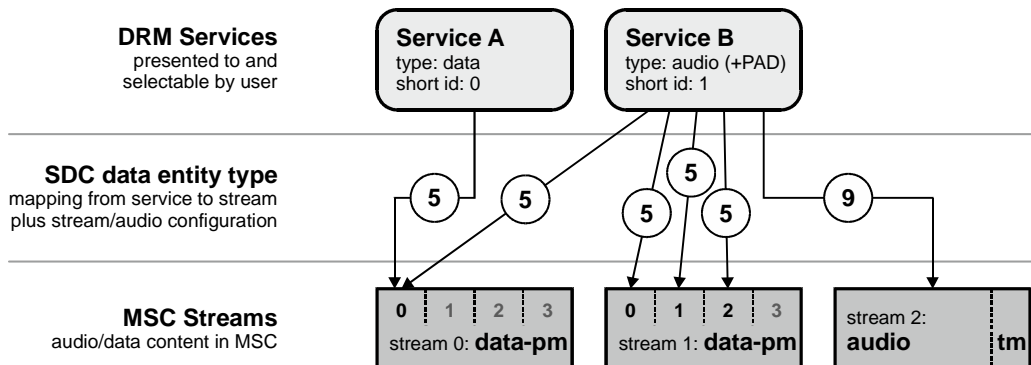 DRM Services
presented to and
selectable by user
Service A
type: data
short id: 0
Service B
type: audio (+PAD)
short id: 1
SDC data entity type
mapping from service to stream
plus stream/audio configuration
5
5
5
5
5
9
MSC Streams
audio/data content in MSC
0 1 2 3
stream 0: data-pm
0 1 2 3
stream 1: data-pm
stream 2:
audio
tm